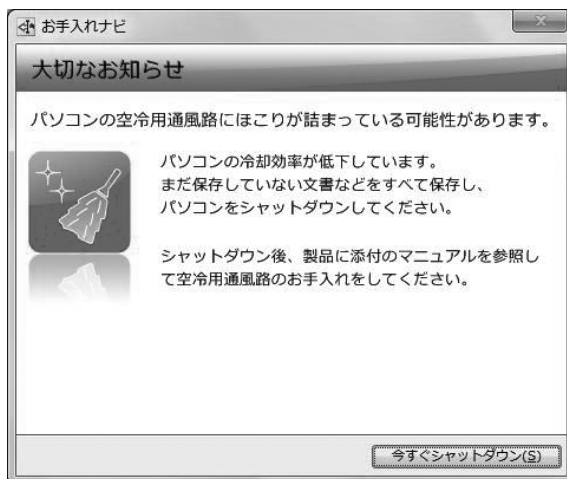 お手入れナビ
大切なお知らせ
パソコンの空冷用通風路にほこりが詰まっている可能性があります。
パソコンの冷却効率が低下しています。
まだ保存していない文書などをすべて保存し、
パソコンをシャットダウンしてください。
シャットダウン後、製品に添付のマニュアルを参照し
て空冷用通風路のお手入れをしてください。
今すぐシャットダウン(S)